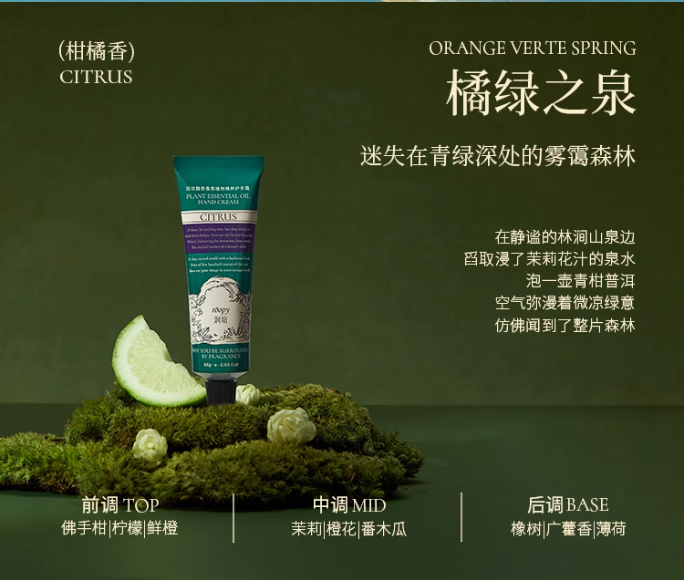 (柑橘香)
CITRUS
ORANGE VERTE SPRING
橘绿之泉
迷失在青绿深处的雾霭森林
在静谧的林涧山泉边
舀取浸了茉莉花汁的泉水
泡一壶青柑普洱
空气弥漫着微凉绿意
仿佛闻到了整片森林
PLANT ESSENTIAL OIL
HAND CREAM
CITRUS
roopy
润培
MAY YOU BE SURROUNDED
BY FRAGRANCE
前调 TOP
佛手柑|柠檬|鲜橙
中调 MID
茉莉|橙花|番木瓜
后调 BASE
橡树|广藿香|薄荷